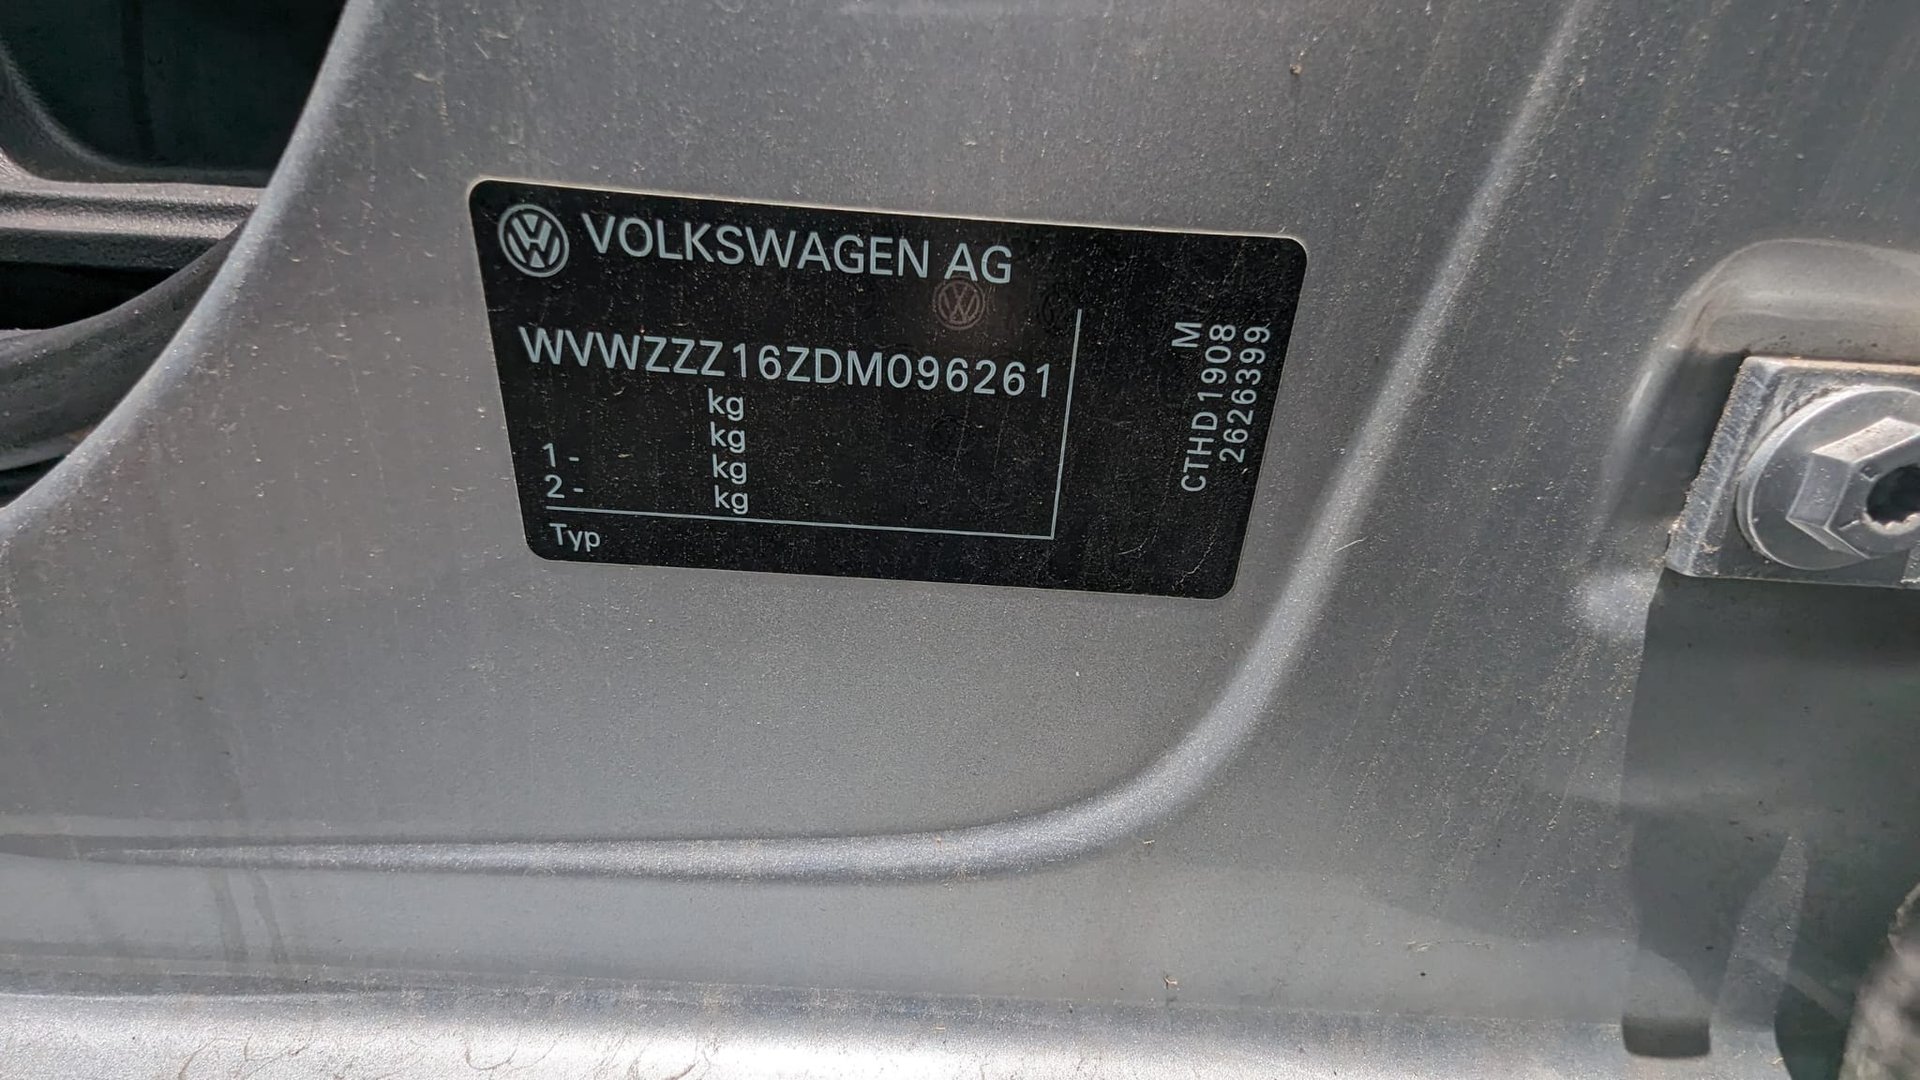 VOLKSWAGEN AG
WVWZZZ16ZDM096261
kg
kg
1- kg
2- kg
Typ
M
CTHD1908
2626399